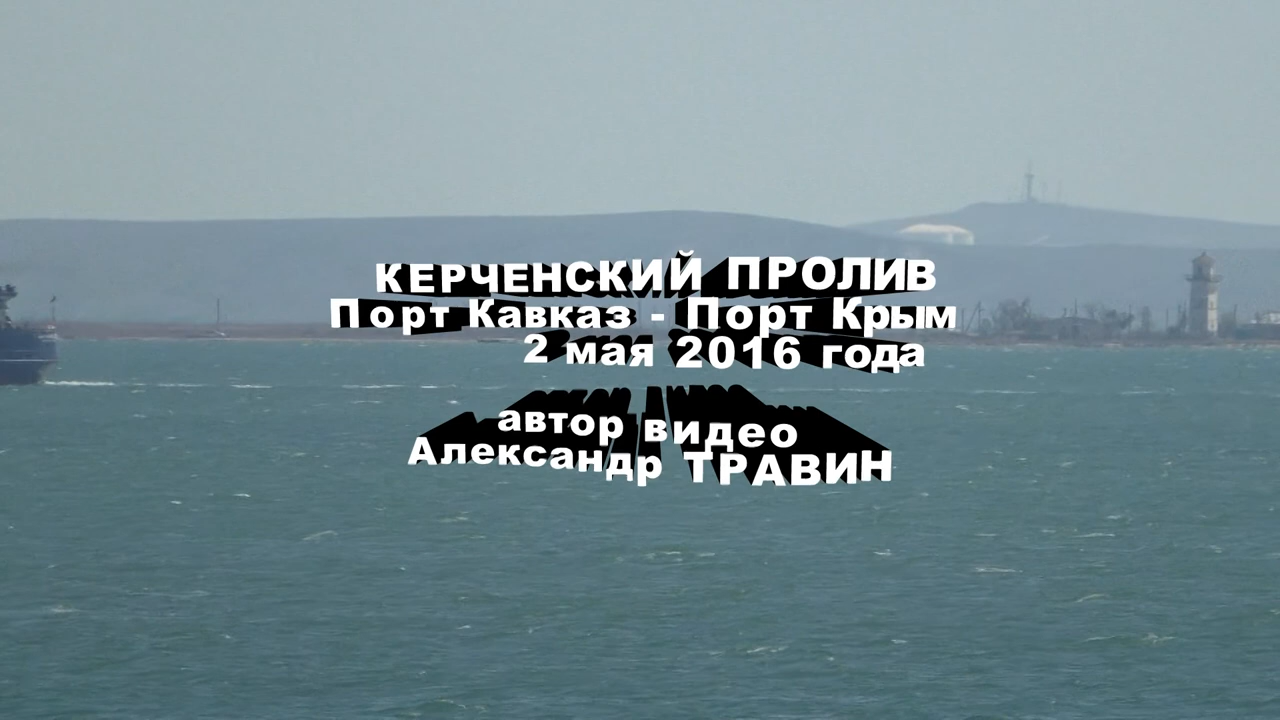 КЕРЧЕНСКИЙ ПРОЛИВ
Порт Кавказ - Порт Крым
2 мая 2016 года
автор видео
Александр ТРАВИН